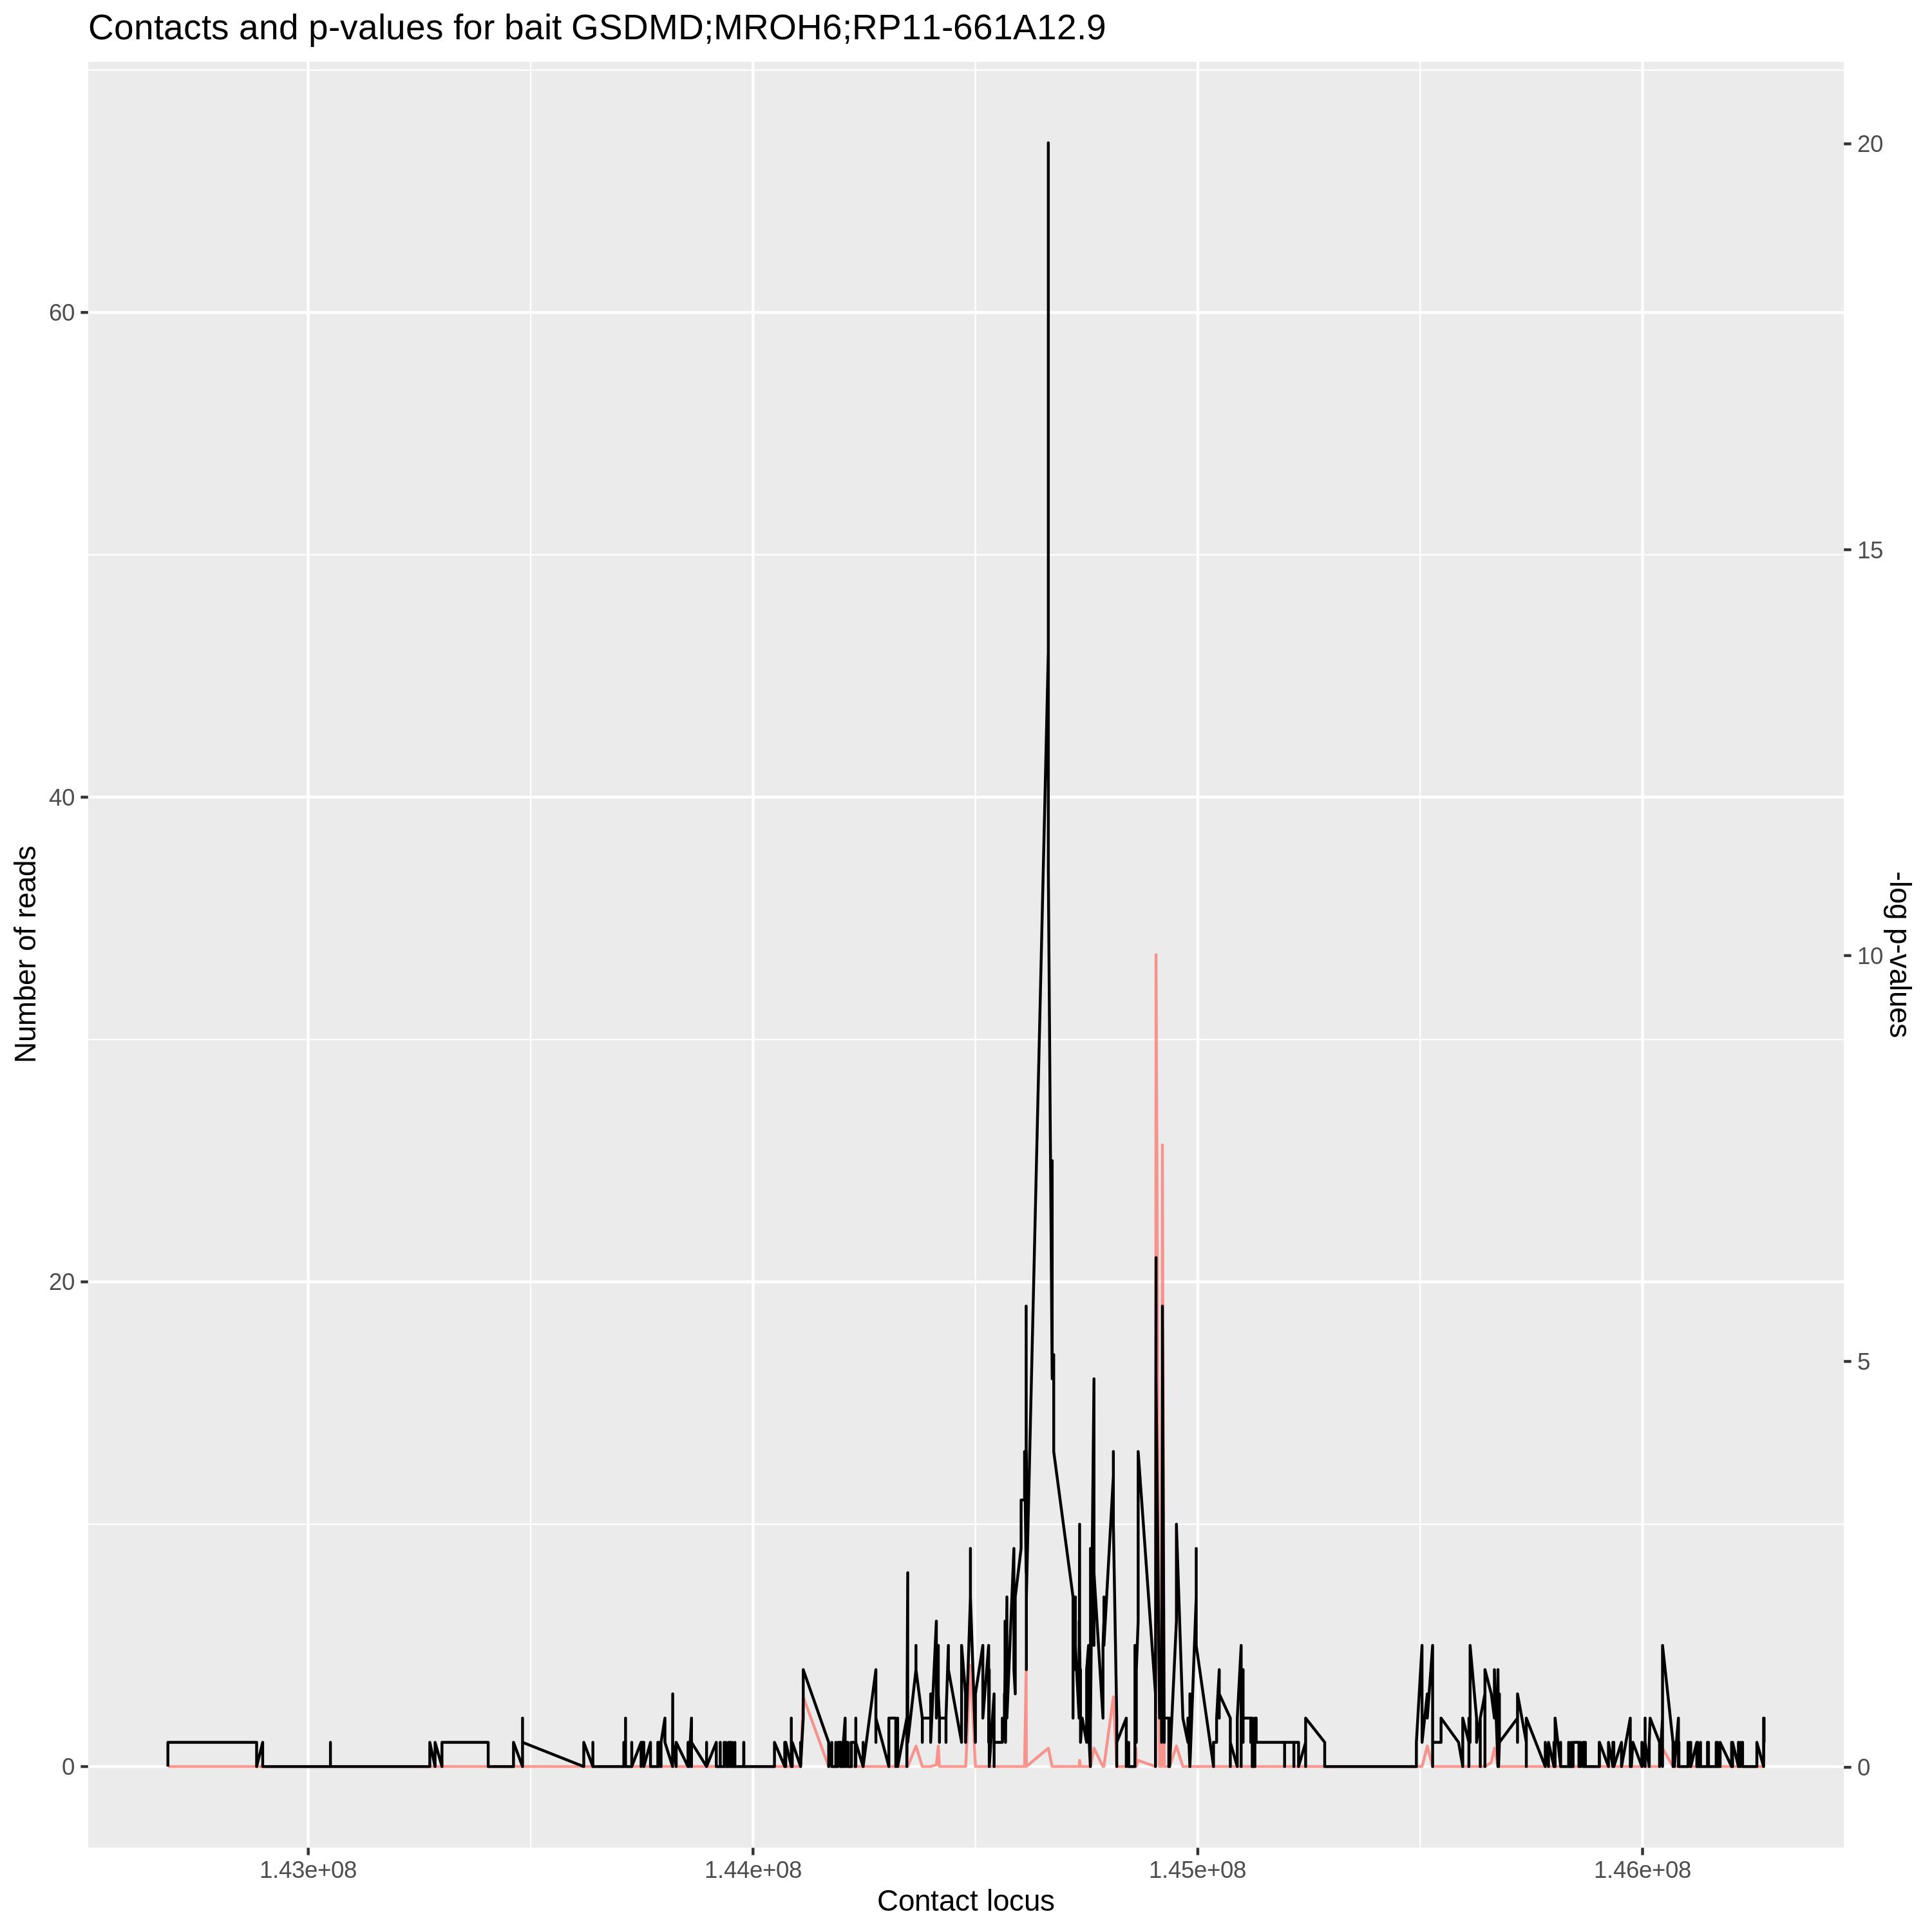 Contacts and p-values for bait GSDMD;MROH6;RP11-661A12.9
Number of reads
60
40
20
0
20
15
10
5
0
-log p-values
1.43e+08
1.44e+08
1.45e+08
1.46e+08
Contact locus